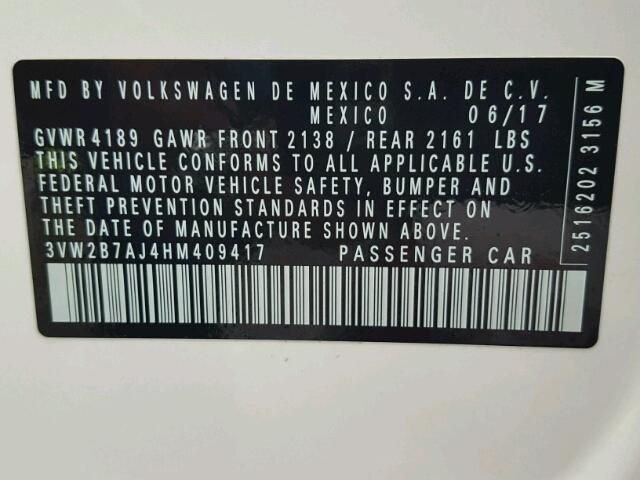 MFD BY VOLKSWAGEN DE MEXICO S.A. DE C.V.
MEXICO 06/17
GVWR 4189 GAWR FRONT 2138 / REAR 2161 LBS
THIS VEHICLE CONFORMS TO ALL APPLICABLE U.S.
FEDERAL MOTOR VEHICLE SAFETY, BUMPER AND
THEFT PREVENTION STANDARDS IN EFFECT ON
THE DATE OF MANUFACTURE SHOWN ABOVE.
3VW2B7AJ4HM409417 PASSENGER CAR
2516202 3156 M